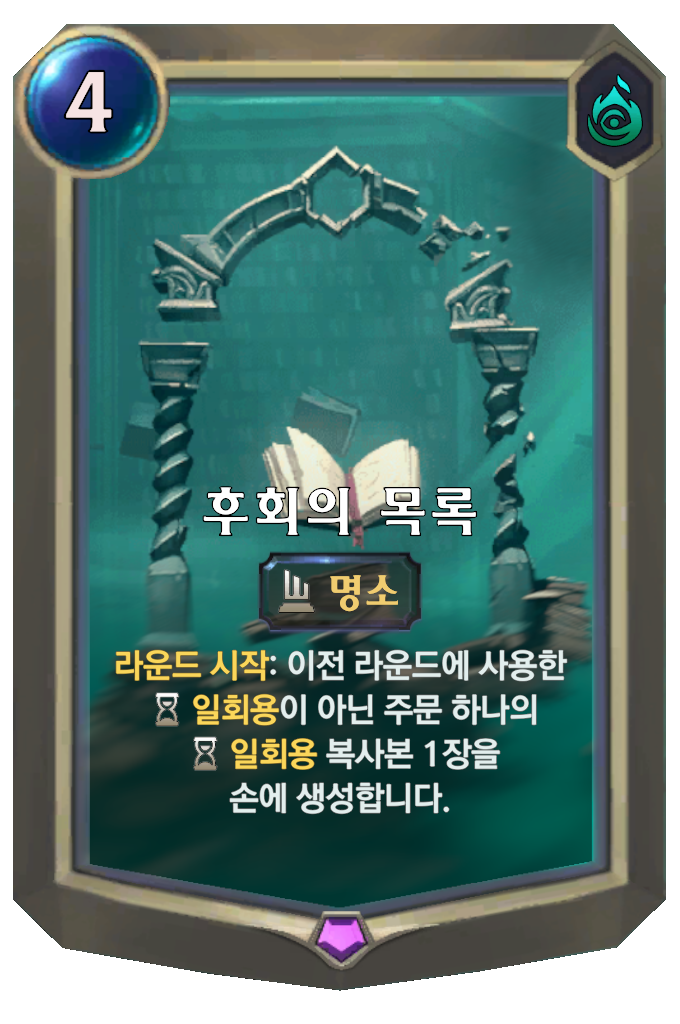 4
후회의 목록
명소
라운드 시작: 이전 라운드에 사용한
일회용이 아닌 주문 하나의
일회용 복사본 1장을
손에 생성합니다.